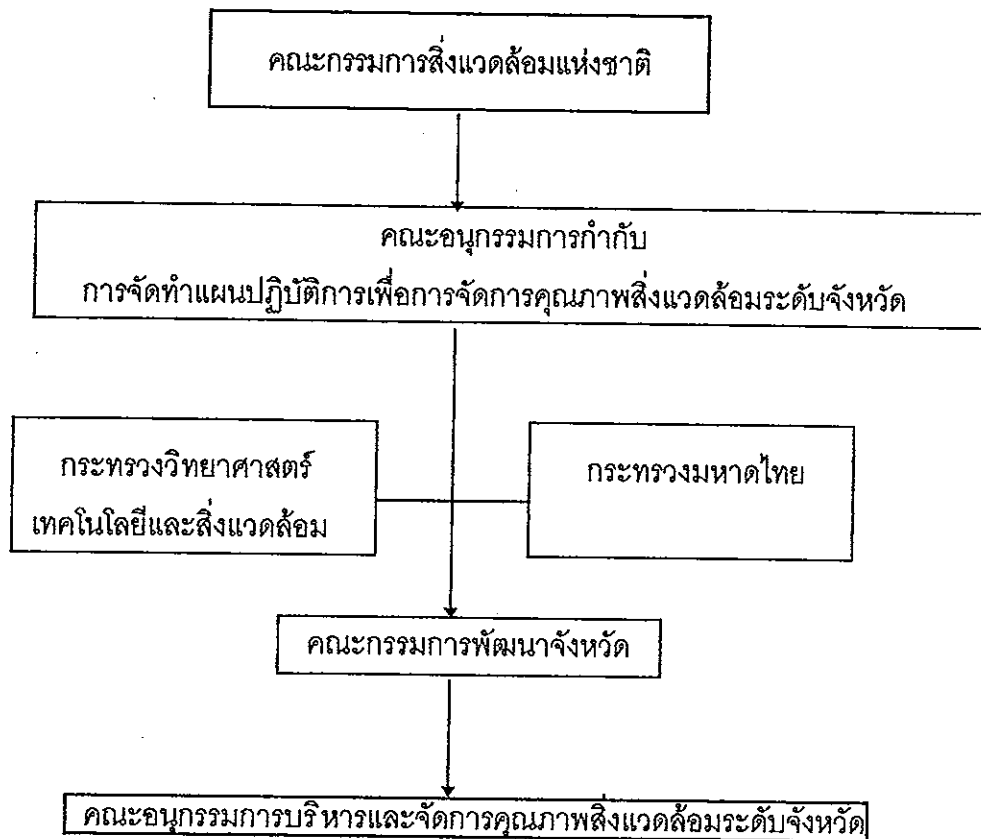 คณะกรรมการสิ่งแวดล้อมแห่งชาติ
คณะอนุกรรมการกำกับ
การจัดทำแผนปฏิบัติการเพื่อการจัดการคุณภาพสิ่งแวดล้อมระดับจังหวัด
กระทรวงวิทยาศาสตร์
เทคโนโลยีและสิ่งแวดล้อม
กระทรวงมหาดไทย
คณะกรรมการพัฒนาจังหวัด
คณะอนุกรรมการบริหารและจัดการคุณภาพสิ่งแวดล้อมระดับจังหวัด